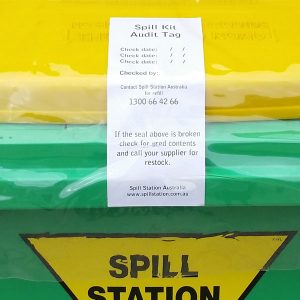 Spill Kit
Audit Tag
Check date: / /
Check date: / /
Check date: / /
Checked by:
Contact Spill Station Australia
for refill
1300 66 42 66
If the seal above is broken
check for used contents
and call your supplier for
restock.
Spill Station Australia
www.spillstation.com.au
SPILL
STATION